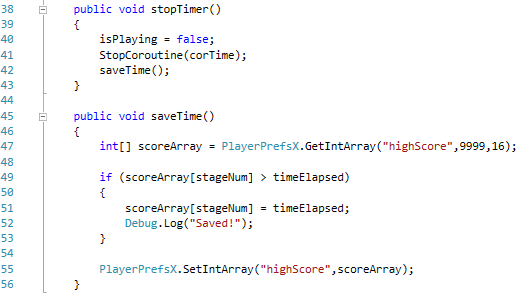 38 public void stopTimer()
39 {
40 isPlaying = false;
41 StopCoroutine(corTime);
42 saveTime();
43 }
44
45 public void saveTime()
46 {
47 int[] scoreArray = PlayerPrefsX.GetIntArray("highScore",9999,16);
48
49 if (scoreArray[stageNum] > timeElapsed)
50 {
51 scoreArray[stageNum] = timeElapsed;
52 Debug.Log("Saved!");
53 }
54
55 PlayerPrefsX.SetIntArray("highScore",scoreArray);
56 }